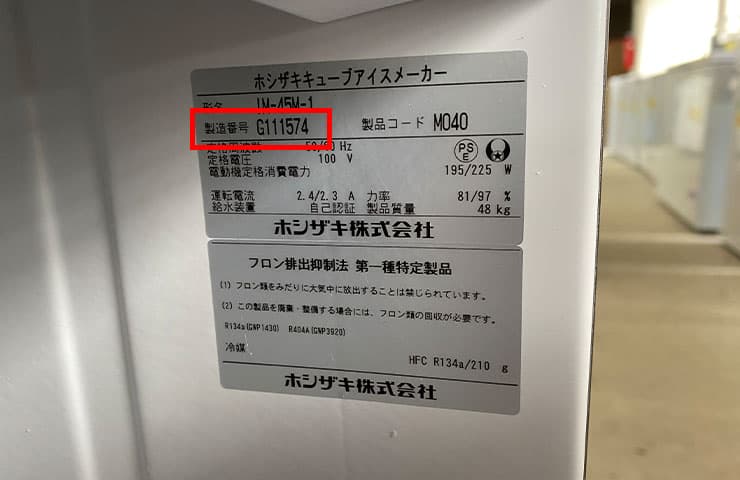 ホシザキキューブアイスメーカー
形名 IM-45M-1
製造番号 G111574 製品コード M040
定格周波数 50/60 Hz
定格電圧 100 V
PSE
電動機定格消費電力 195/225 W
運転電流 2.4/2.3 A 力率 81/97 %
給水装置 自己認証 製品質量 48 kg
ホシザキ株式会社
フロン排出抑制法 第一種特定製品
(1) フロン類をみだりに大気中に放出することは禁じられています。
(2) この製品を廃棄・整備する場合には、フロン類の回収が必要です。
R134a(GWP1430) R404A(GWP3920)
冷媒 HFC R134a/210 g
ホシザキ株式会社